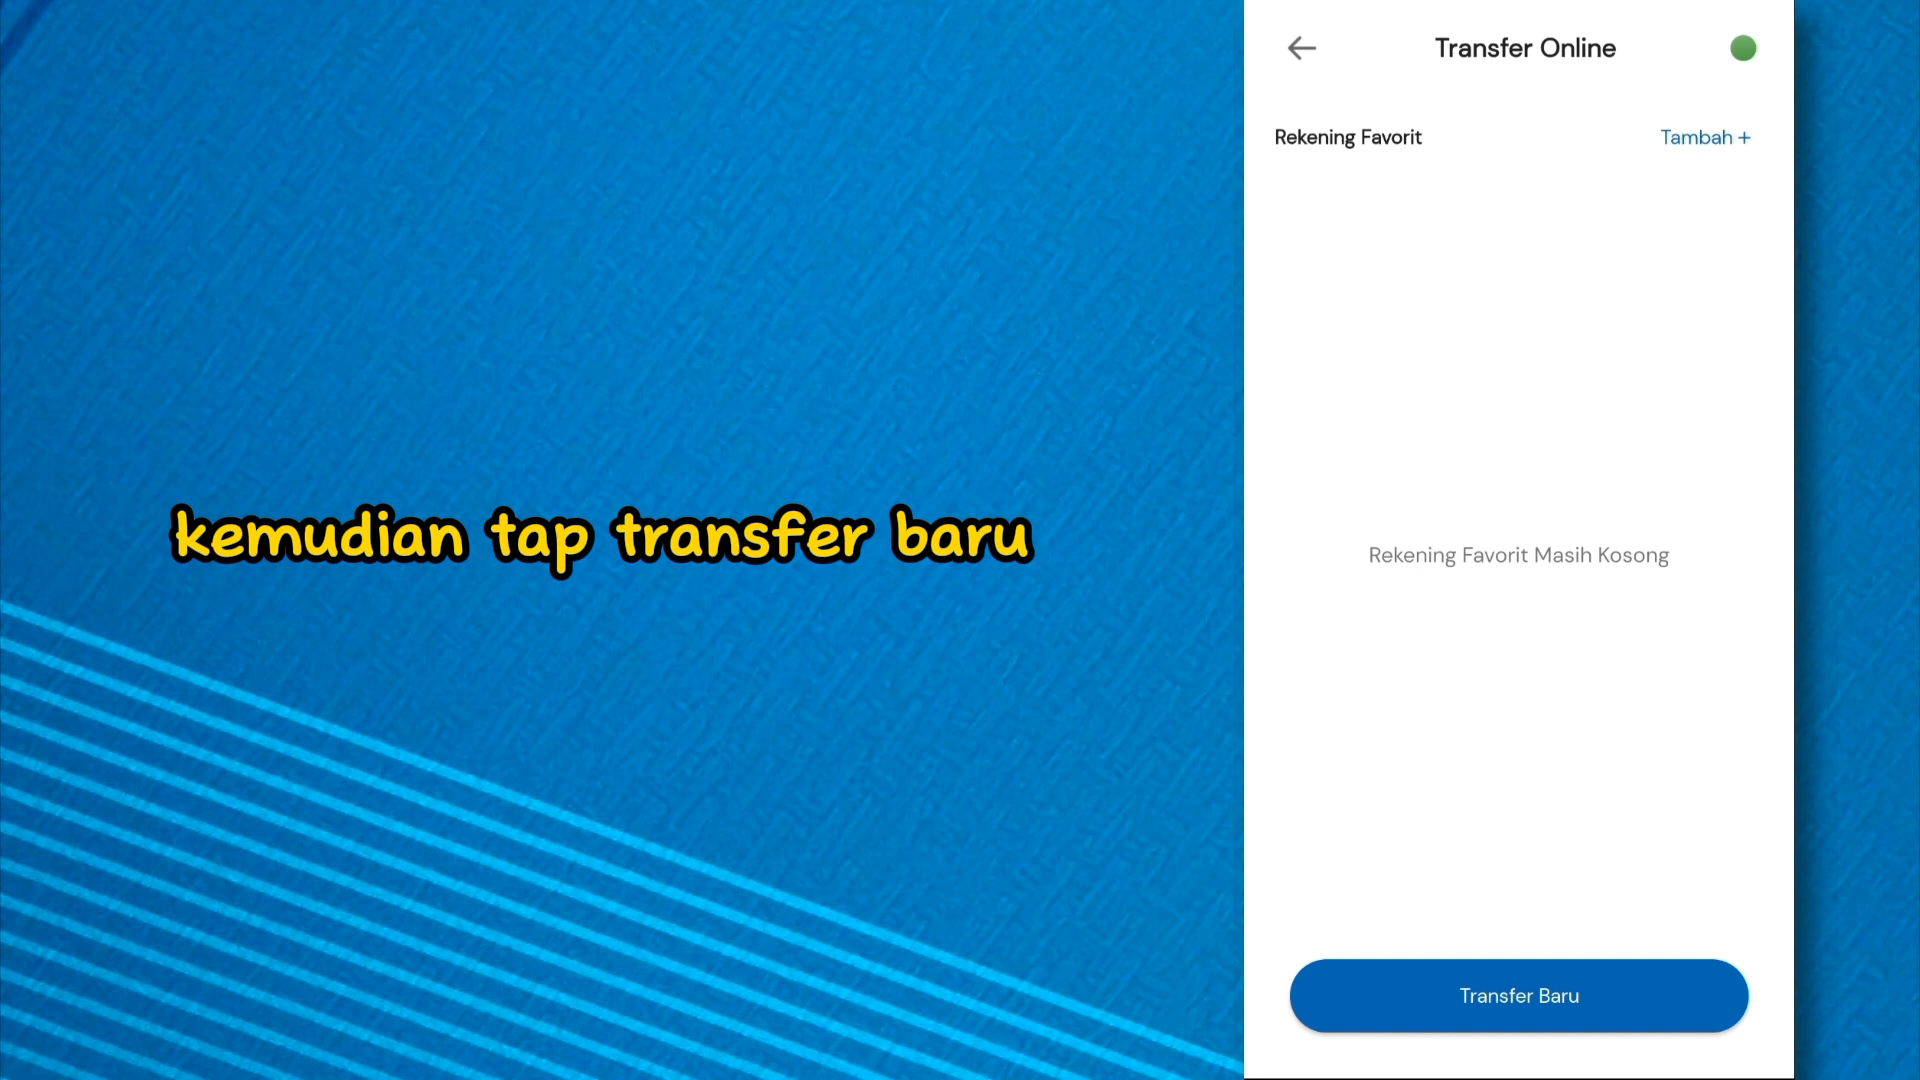 Transfer Online
Rekening Favorit
Tambah +
kemudian tap transfer baru
Rekening Favorit Masih Kosong
Transfer Baru